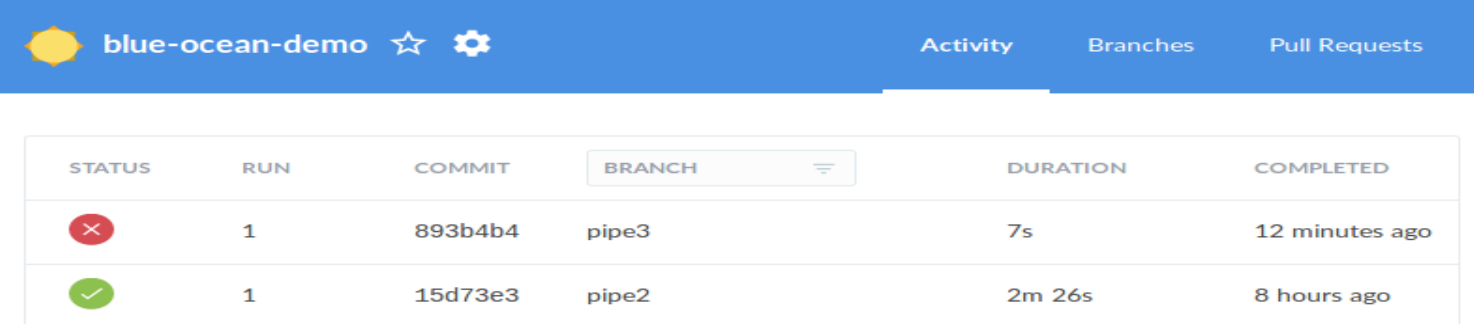 blue-ocean-demo Activity Branches Pull Requests
STATUS RUN COMMIT BRANCH DURATION COMPLETED
1 893b4b4 pipe3 7s 12 minutes ago
1 15d73e3 pipe2 2m 26s 8 hours ago